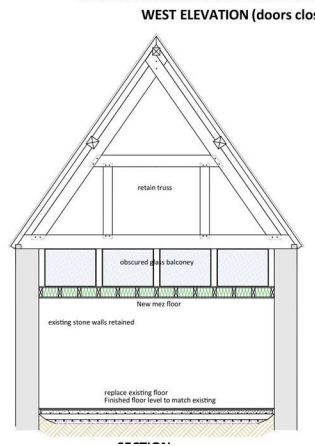 WEST ELEVATION (doors clos
retain truss
obscured glass balconey
New mez floor
existing stone walls retained
replace existing floor
Finished floor level to match existing
SECTION